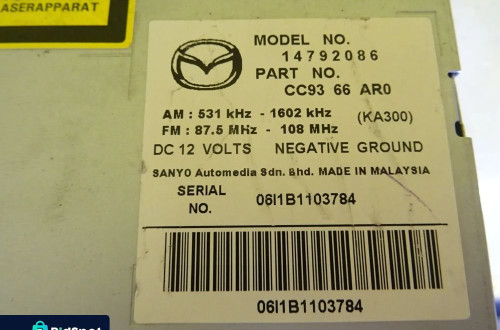 ASERAPPARAT
MODEL NO.
14792086
PART NO.
CC93 66 AR0
AM : 531 kHz - 1602 kHz (KA300)
FM : 87.5 MHz - 108 MHz
DC 12 VOLTS NEGATIVE GROUND
SANYO Automedia Sdn. Bhd. MADE IN MALAYSIA
SERIAL NO. 06I1B1103784
06I1B1103784